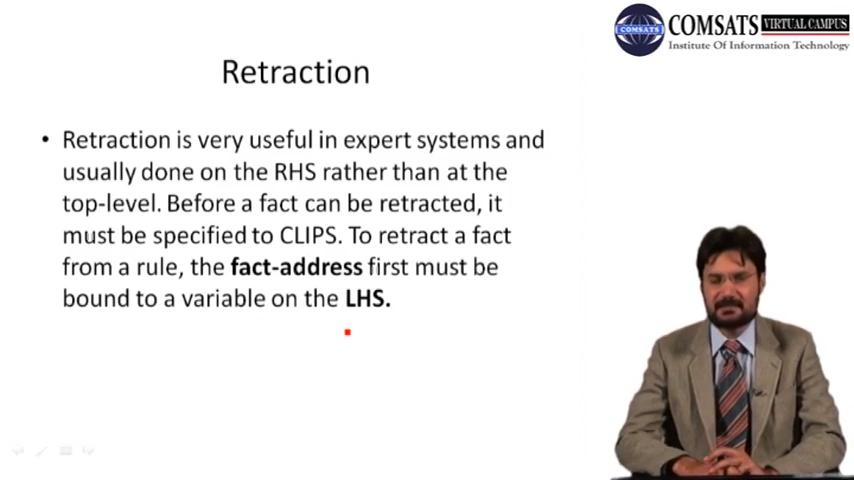 COMSATS VIRTUAL CAMPUS
COMSATS
Institute Of Information Technology
Retraction
• Retraction is very useful in expert systems and
usually done on the RHS rather than at the
top-level. Before a fact can be retracted, it
must be specified to CLIPS. To retract a fact
from a rule, the fact-address first must be
bound to a variable on the LHS.